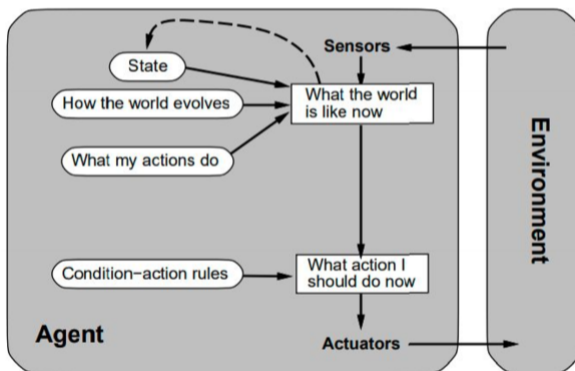 Sensors
State
What the world
is like now
How the world evolves
What my actions do
Environment
Condition−action rules
What action I
should do now
Agent
Actuators